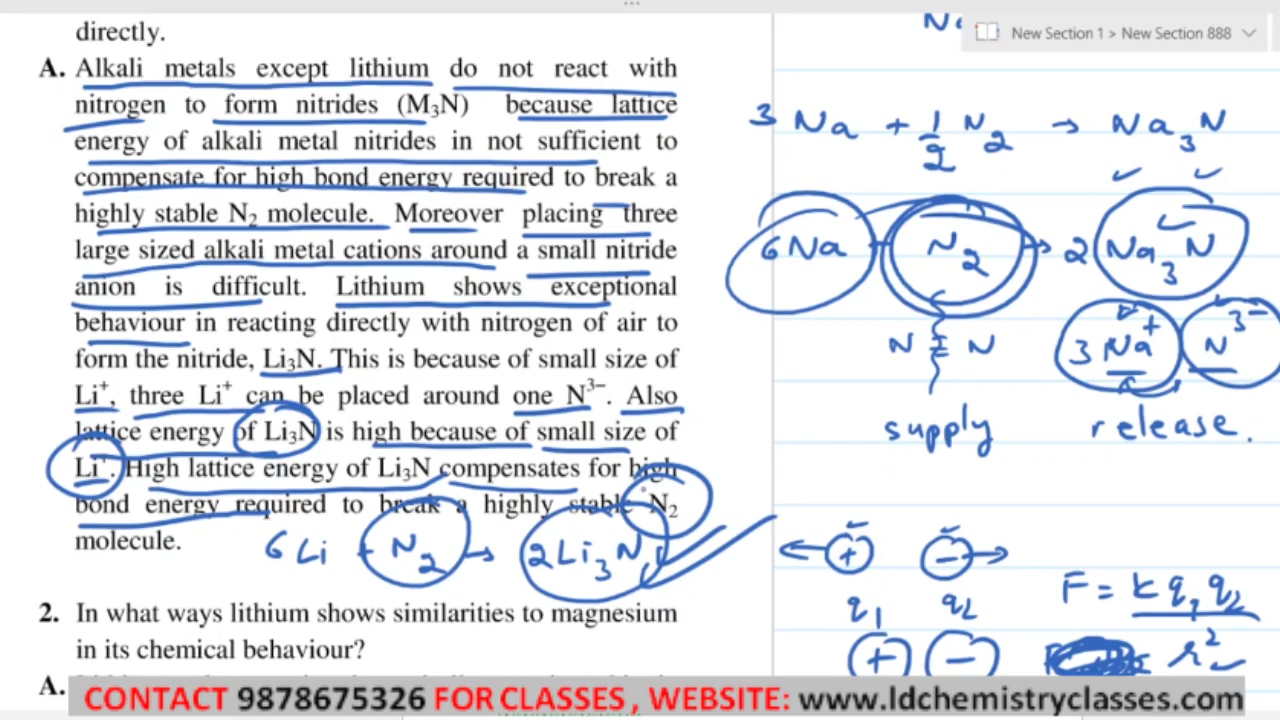 directly.
A. Alkali metals except lithium do not react with
nitrogen to form nitrides (M₃N) because lattice
energy of alkali metal nitrides in not sufficient to
compensate for high bond energy required to break a
highly stable N₂ molecule. Moreover placing three
large sized alkali metal cations around a small nitride
anion is difficult. Lithium shows exceptional
behaviour in reacting directly with nitrogen of air to
form the nitride, Li₃N. This is because of small size of
Li⁺, three Li⁺ can be placed around one N³⁻. Also
lattice energy of Li₃N is high because of small size of
Li⁺. High lattice energy of Li₃N compensates for high
bond energy required to break a highly stable N₂
molecule.
6Li + N₂ → 2Li₃N
2. In what ways lithium shows similarities to magnesium
in its chemical behaviour?
A.
New Section 1 > New Section 888
3 Na + 1/2 N₂ → Na₃N
6Na + N₂ → 2 Na₃N
N ≡ N 3 Na⁺ N³⁻
supply release.
+ −
q₁ q₂ F = k q₁ q₂
+ − r²
CONTACT 9878675326 FOR CLASSES , WEBSITE: www.ldchemistryclasses.com